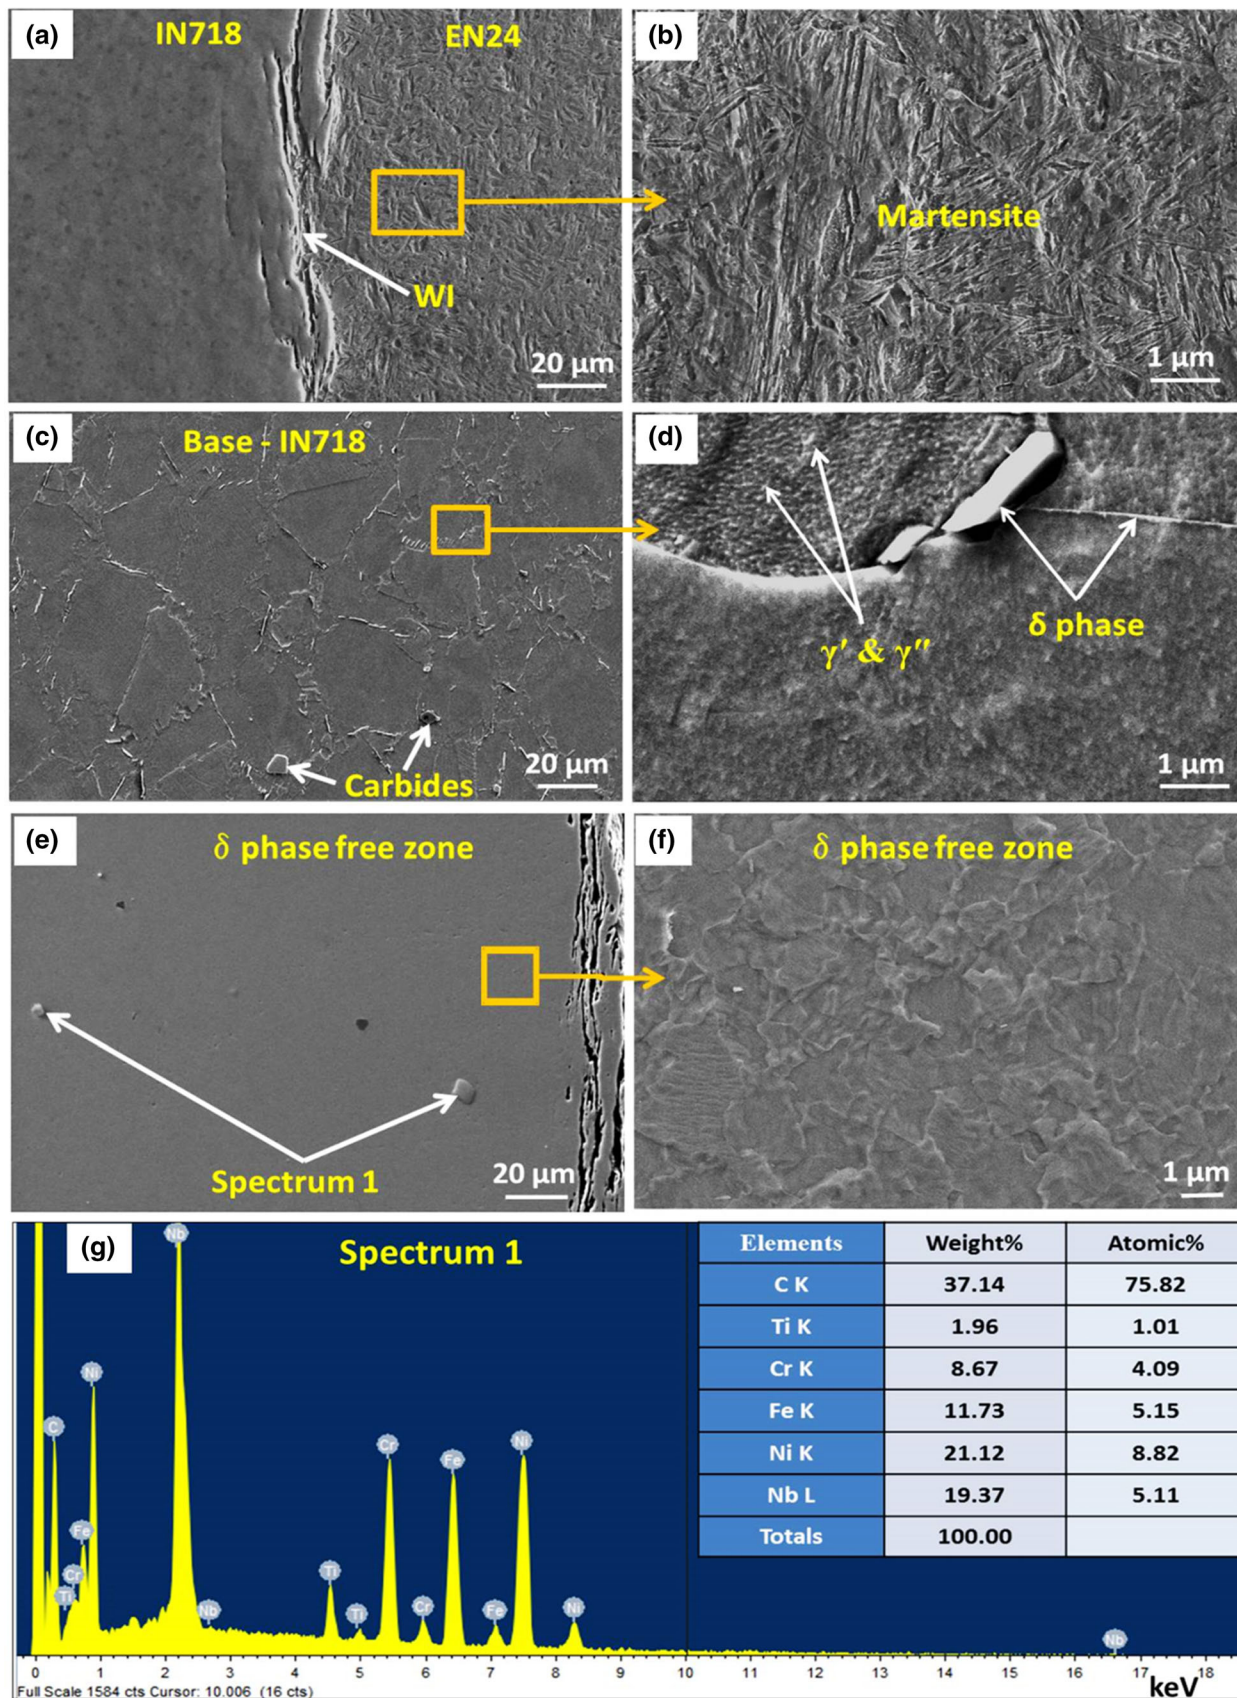 (a)
IN718
EN24
WI
20 μm
(b)
Martensite
1 μm
(c)
Base - IN718
Carbides
20 μm
(d)
γ′ & γ″
δ phase
1 μm
(e)
δ phase free zone
Spectrum 1
20 μm
(f)
δ phase free zone
1 μm
(g)
Spectrum 1
Elements Weight% Atomic%
C K 37.14 75.82
Ti K 1.96 1.01
Cr K 8.67 4.09
Fe K 11.73 5.15
Ni K 21.12 8.82
Nb L 19.37 5.11
Totals 100.00
Nb
Ni
C
Fe
Cr
Ti
Nb
Ti
Ti
Cr
Cr
Fe
Fe
Ni
Ni
Nb
0 1 2 3 4 5 6 7 8 9 10 11 12 13 14 15 16 17 18
Full Scale 1584 cts Cursor: 10.006 (16 cts)
keV